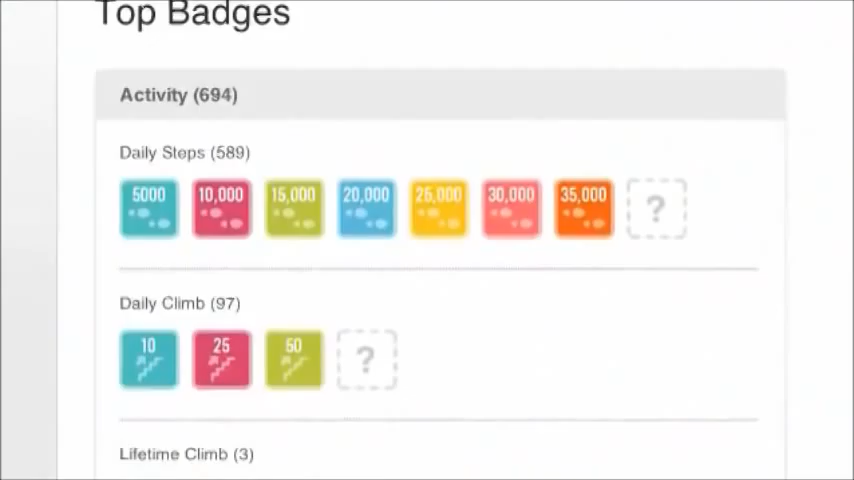 Top Badges
Activity (694)
Daily Steps (589)
5000 10,000 15,000 20,000 25,000 30,000 35,000 ?
Daily Climb (97)
10 25 50 ?
Lifetime Climb (3)